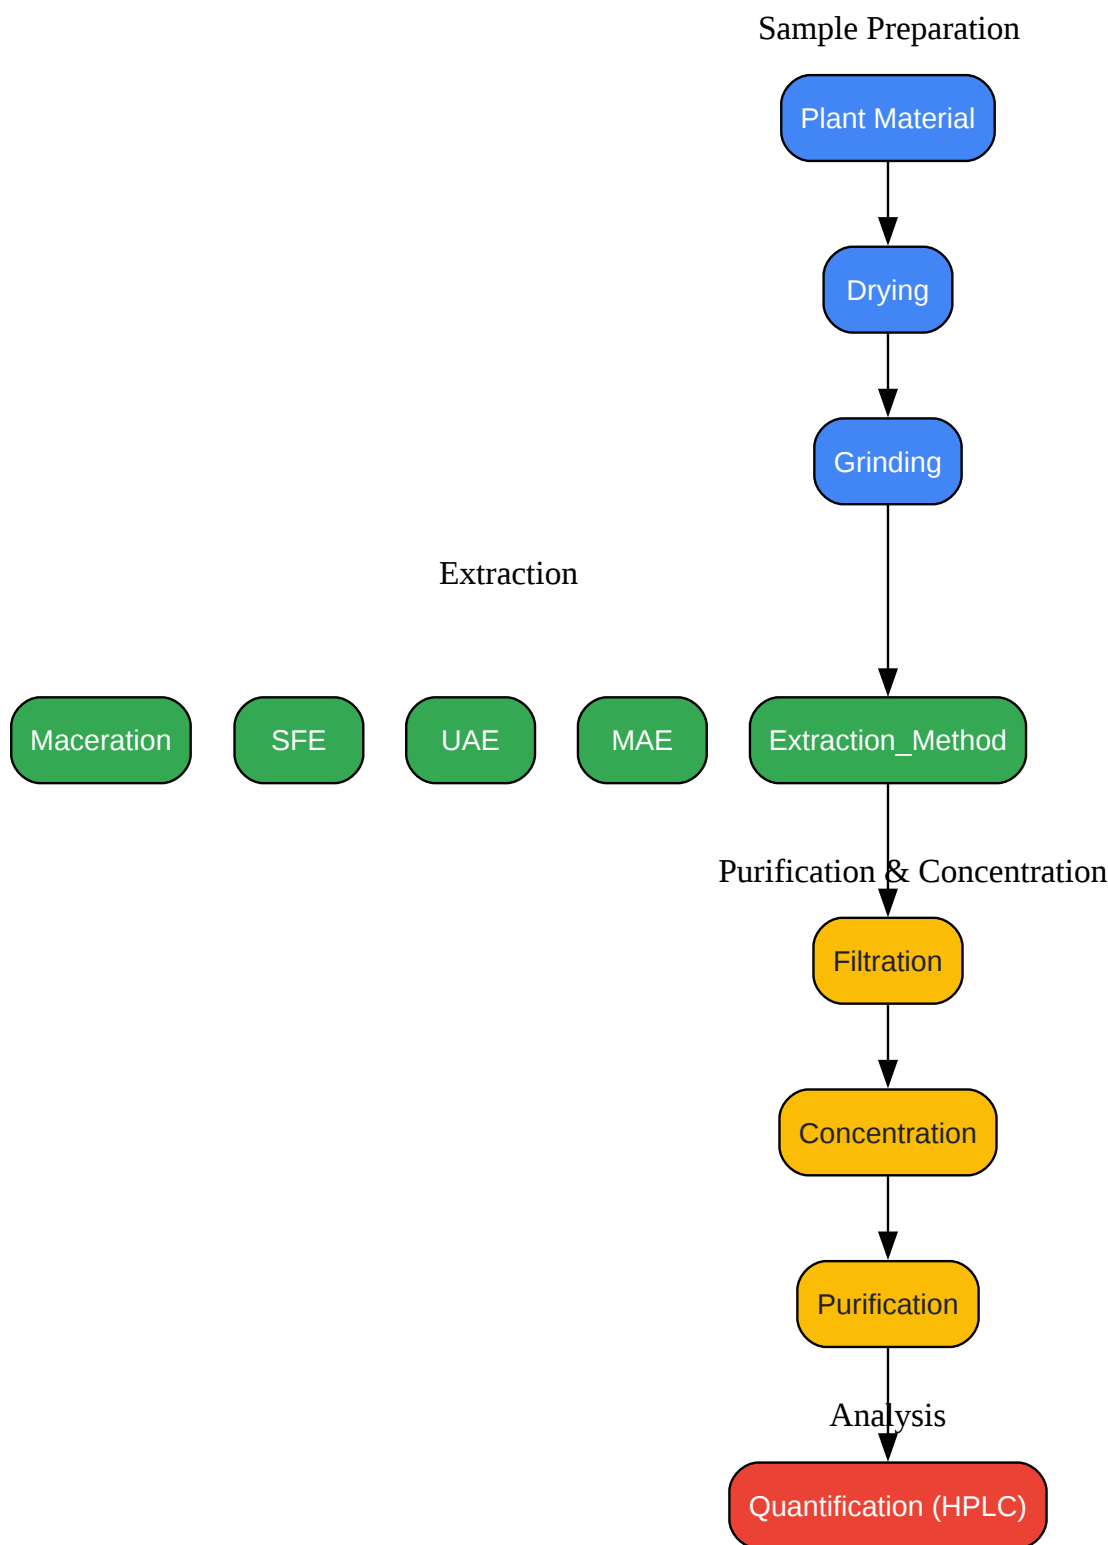 Sample Preparation
Plant Material
Drying
Grinding
Extraction
Maceration
SFE
UAE
MAE
Extraction_Method
Purification & Concentration
Filtration
Concentration
Purification
Analysis
Quantification (HPLC)